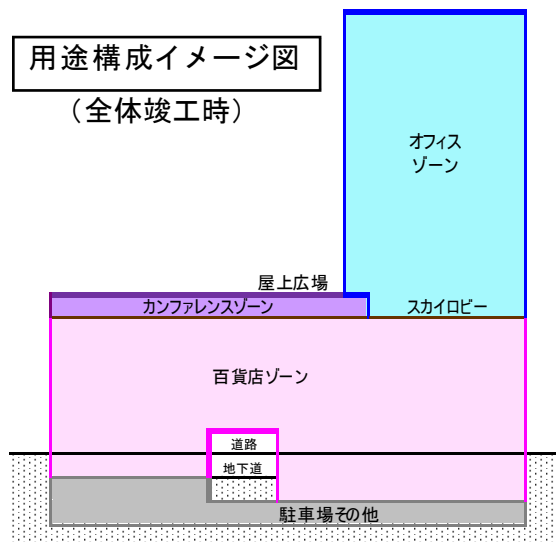 用途構成イメージ図
（全体竣工時）
オフィス
ゾーン
屋上広場
カンファレンスゾーン
スカイロビー
百貨店ゾーン
道路
地下道
駐車場その他